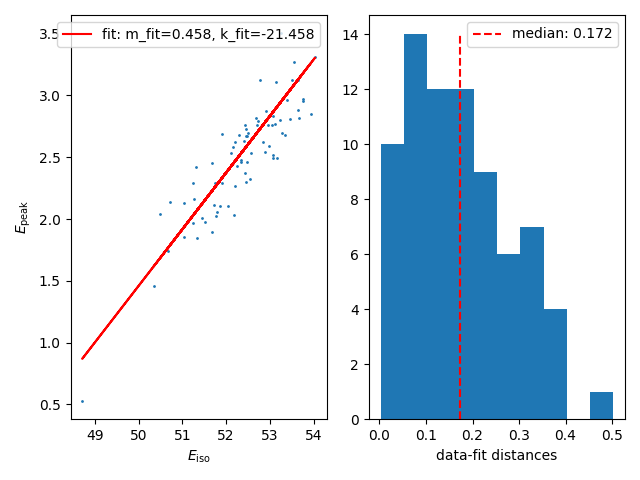 fit: m_fit=0.458, k_fit=-21.458
3.5
3.0
2.5
2.0
1.5
1.0
0.5
E_peak
49 50 51 52 53 54
E_iso
median: 0.172
14
12
10
8
6
4
2
0
0.0 0.1 0.2 0.3 0.4 0.5
data-fit distances